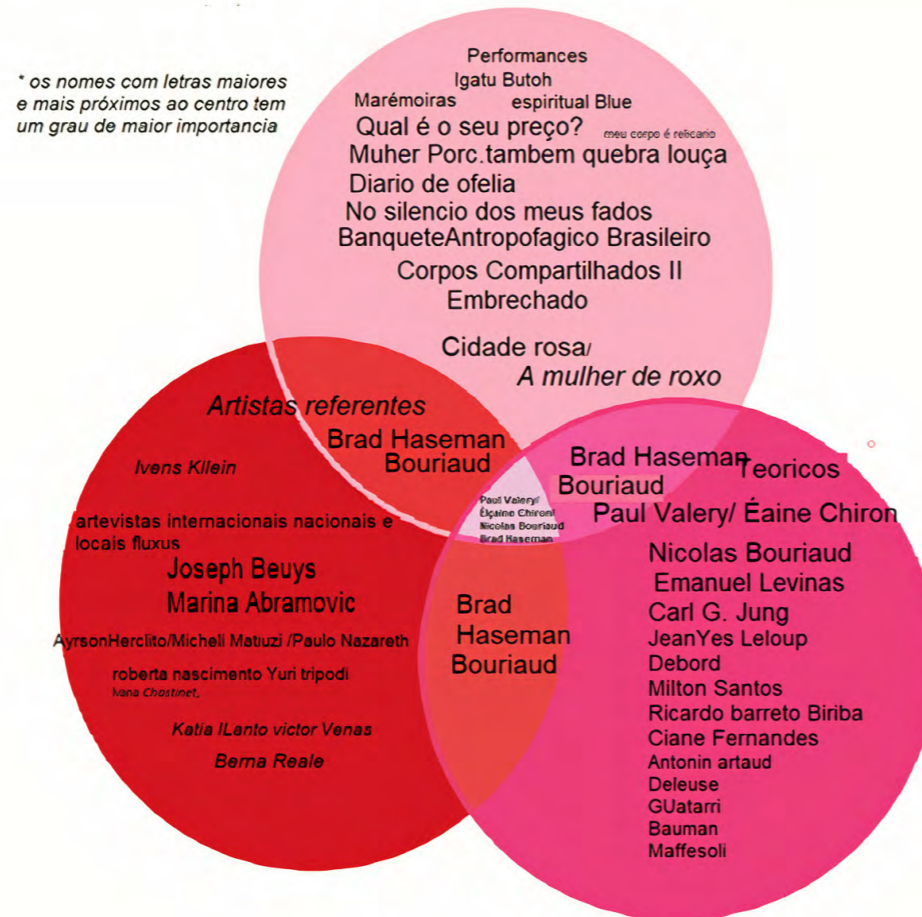 * os nomes com letras maiores
e mais próximos ao centro tem
um grau de maior importancia
Performances
Igatu Butoh
Marémoiras espiritual Blue
Qual é o seu preço? meu corpo é relicario
Muher Porc.tambem quebra louça
Diario de ofelia
No silencio dos meus fados
BanqueteAntropofagico Brasileiro
Corpos Compartilhados II
Embrechado
Cidade rosa/
A mulher de roxo
Artistas referentes
Brad Haseman
Bouriaud
Ivens Kllein
artevistas internacionais nacionais e
locais fluxus
Joseph Beuys
Marina Abramovic
AyrsonHerclito/Micheli Matiuzi /Paulo Nazareth
roberta nascimento Yuri tripodi
Ivana Chastinet,
Katia lLanto victor Venas
Berna Reale
Paul Valery/
Élçaine Chiron/
Nicolas Bouriaud
Brad Haseman
Brad
Haseman
Bouriaud
Brad Haseman
Bouriaud
Teoricos
Paul Valery/ Éaine Chiron
Nicolas Bouriaud
Emanuel Levinas
Carl G. Jung
JeanYes Leloup
Debord
Milton Santos
Ricardo barreto Biriba
Ciane Fernandes
Antonin artaud
Deleuse
GUatarri
Bauman
Maffesoli